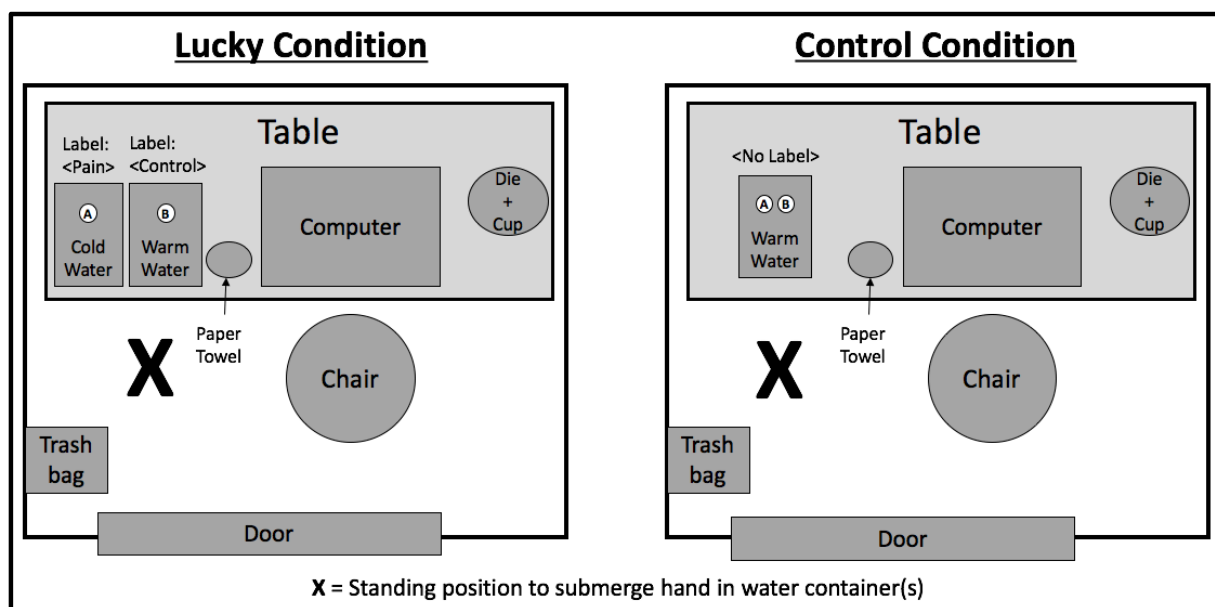 Lucky Condition
Table
Label:
<Pain>
Label:
<Control>
A
Cold
Water
B
Warm
Water
Computer
Die
+
Cup
Paper
Towel
Chair
Trash
bag
Door
Control Condition
Table
<No Label>
A B
Warm
Water
Computer
Die
+
Cup
Paper
Towel
X
Chair
Trash
bag
Door
X
X = Standing position to submerge hand in water container(s)